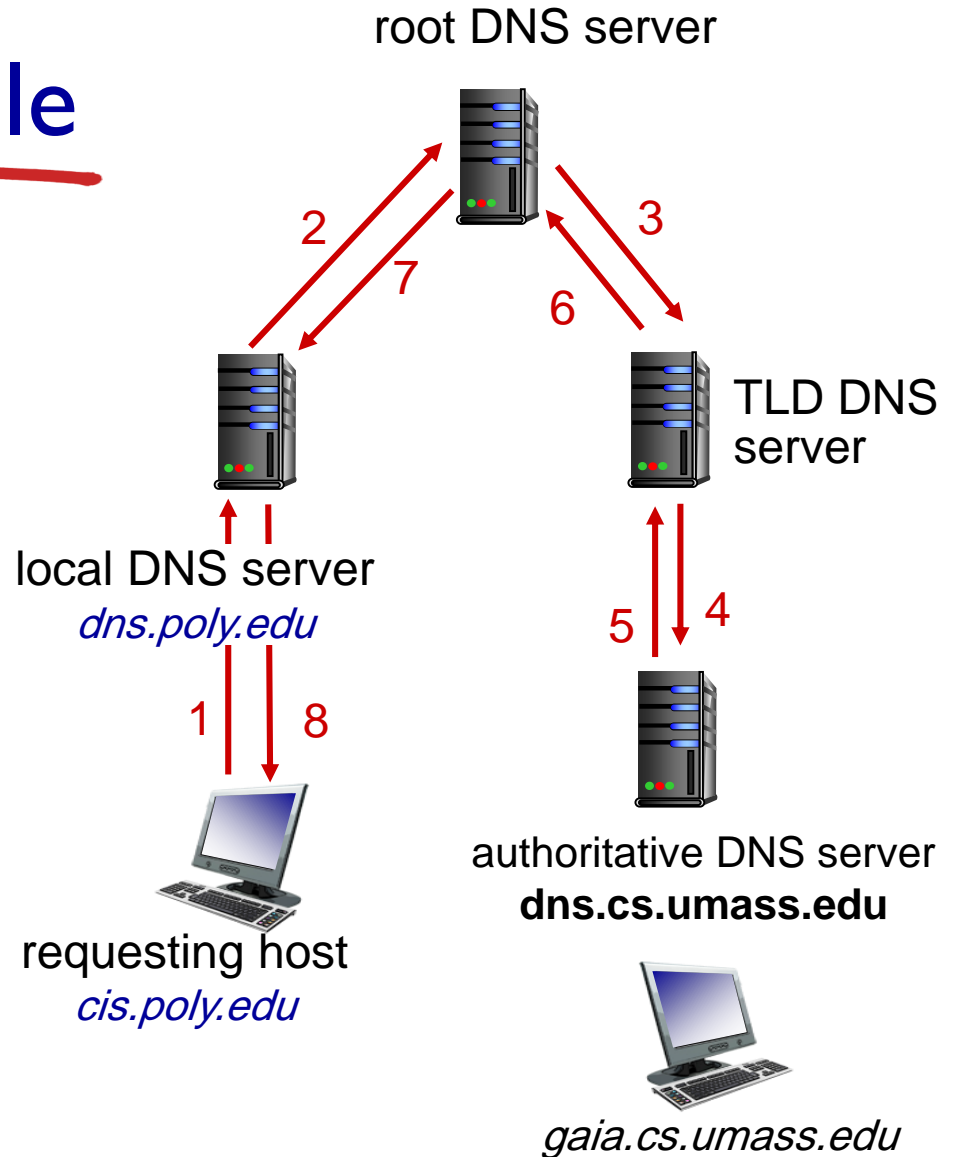 root DNS server
le
2
3
7
6
TLD DNS
server
local DNS server
dns.poly.edu
5
4
1
8
authoritative DNS server
dns.cs.umass.edu
requesting host
cis.poly.edu
gaia.cs.umass.edu